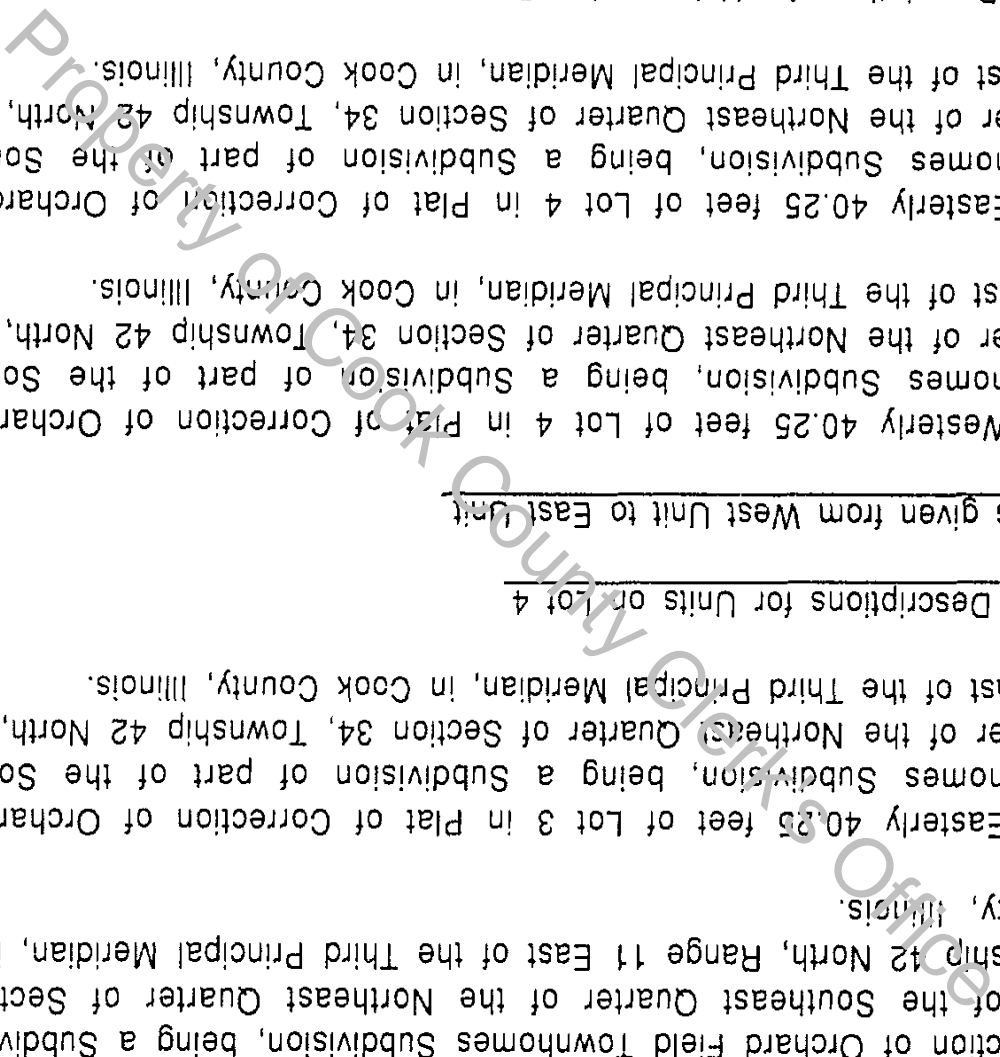 ction of Orchard Field Townhomes Subdivision, being a Subdivi
of the Southeast Quarter of the Northeast Quarter of Sect
ship 42 North, Range 11 East of the Third Principal Meridian,
ty, Illinois.
Easterly 40.25 feet of Lot 3 in Plat of Correction of Orchar
homes Subdivision, being a Subdivision of part of the So
er of the Northeast Quarter of Section 34, Township 42 North,
ast of the Third Principal Meridian, in Cook County, Illinois.
Descriptions for Units on Lot 4
s given from West Unit to East Unit
Westerly 40.25 feet of Lot 4 in Plat of Correction of Orchar
homes Subdivision, being a Subdivision of part of the So
er of the Northeast Quarter of Section 34, Township 42 North,
st of the Third Principal Meridian, in Cook County, Illinois.
Easterly 40.25 feet of Lot 4 in Plat of Correction of Orchar
homes Subdivision, being a Subdivision of part of the So
er of the Northeast Quarter of Section 34, Township 42 North,
st of the Third Principal Meridian, in Cook County, Illinois.
Property of Cook County Clerk's Office